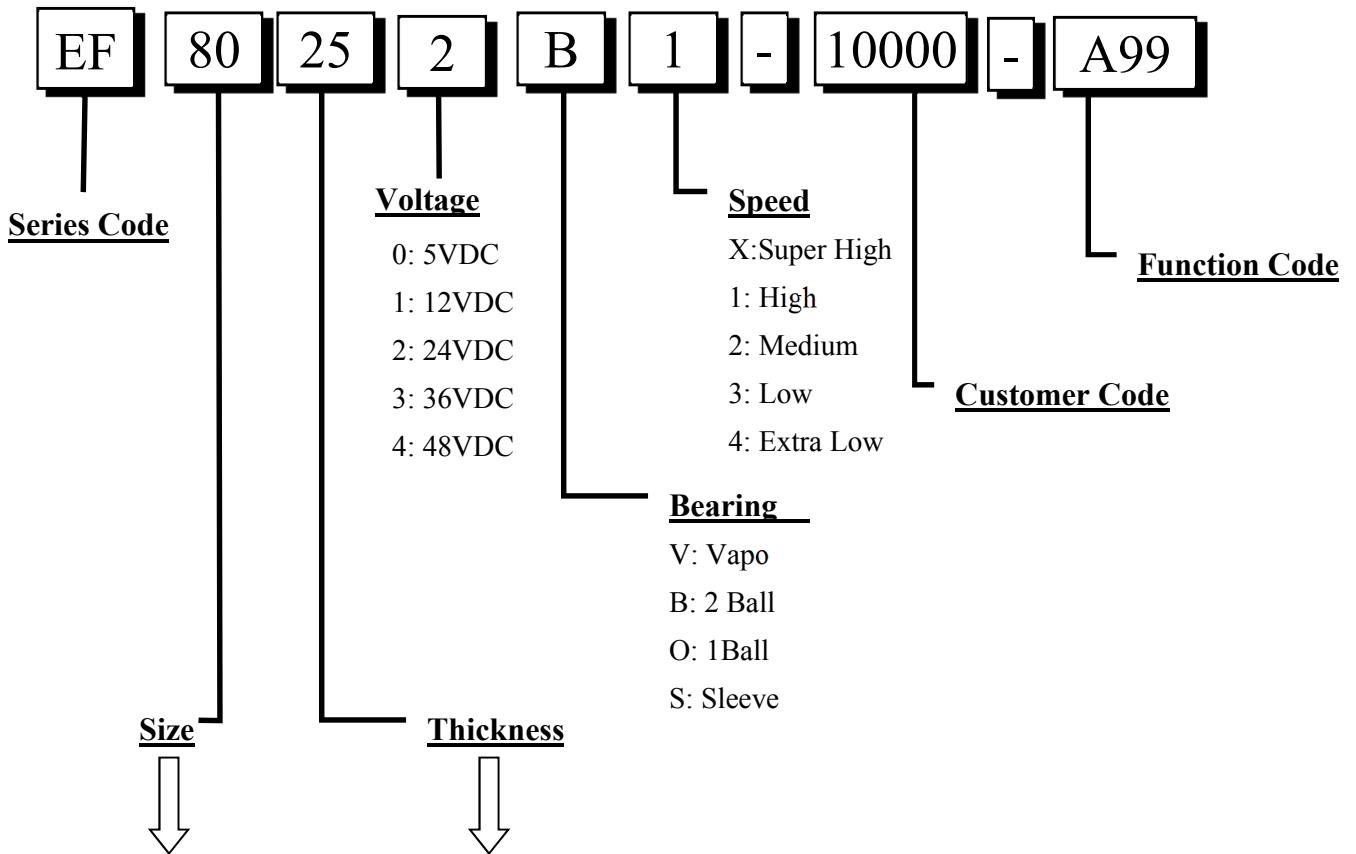 EF 80 25 2 B 1 - 10000 - A99
Series Code
Voltage
0: 5VDC
1: 12VDC
2: 24VDC
3: 36VDC
4: 48VDC
Speed
X:Super High
1: High
2: Medium
3: Low
4: Extra Low
Function Code
Customer Code
Bearing
V: Vapo
B: 2 Ball
O: 1Ball
S: Sleeve
Size
Thickness